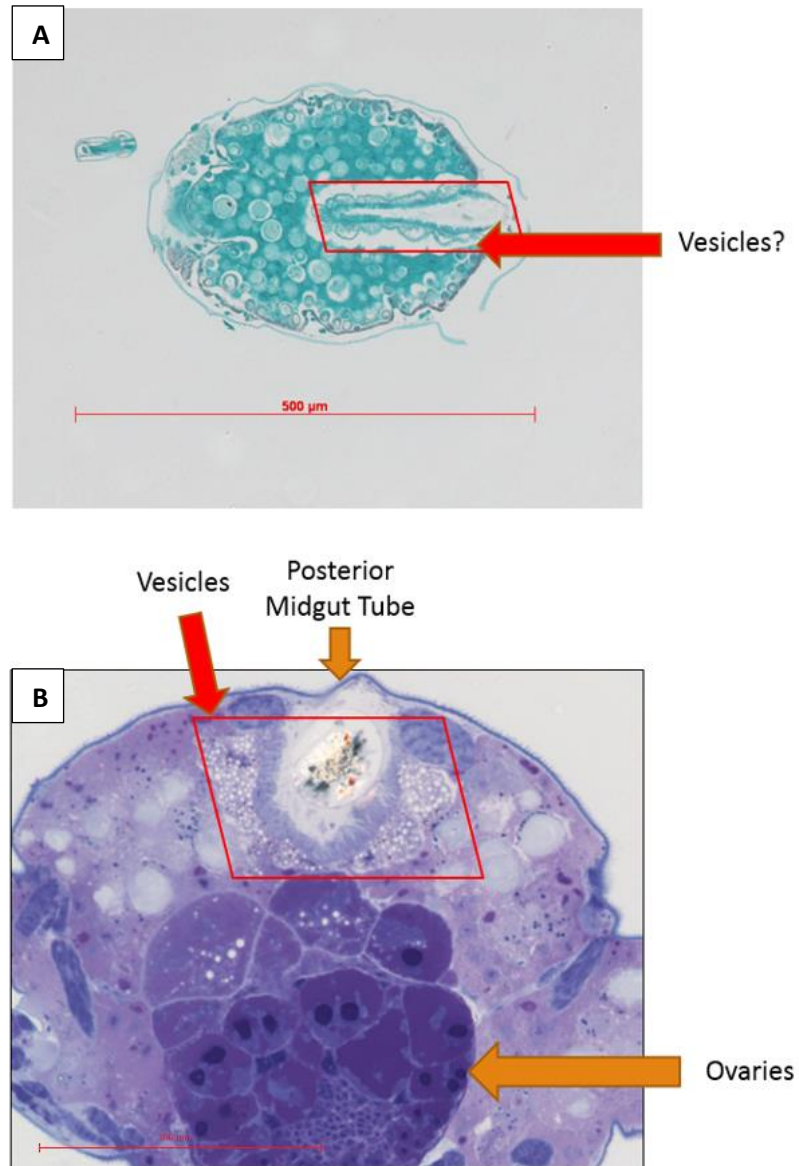 A
Vesicles?
500 µm
Vesicles
Posterior
Midgut Tube
B
Ovaries